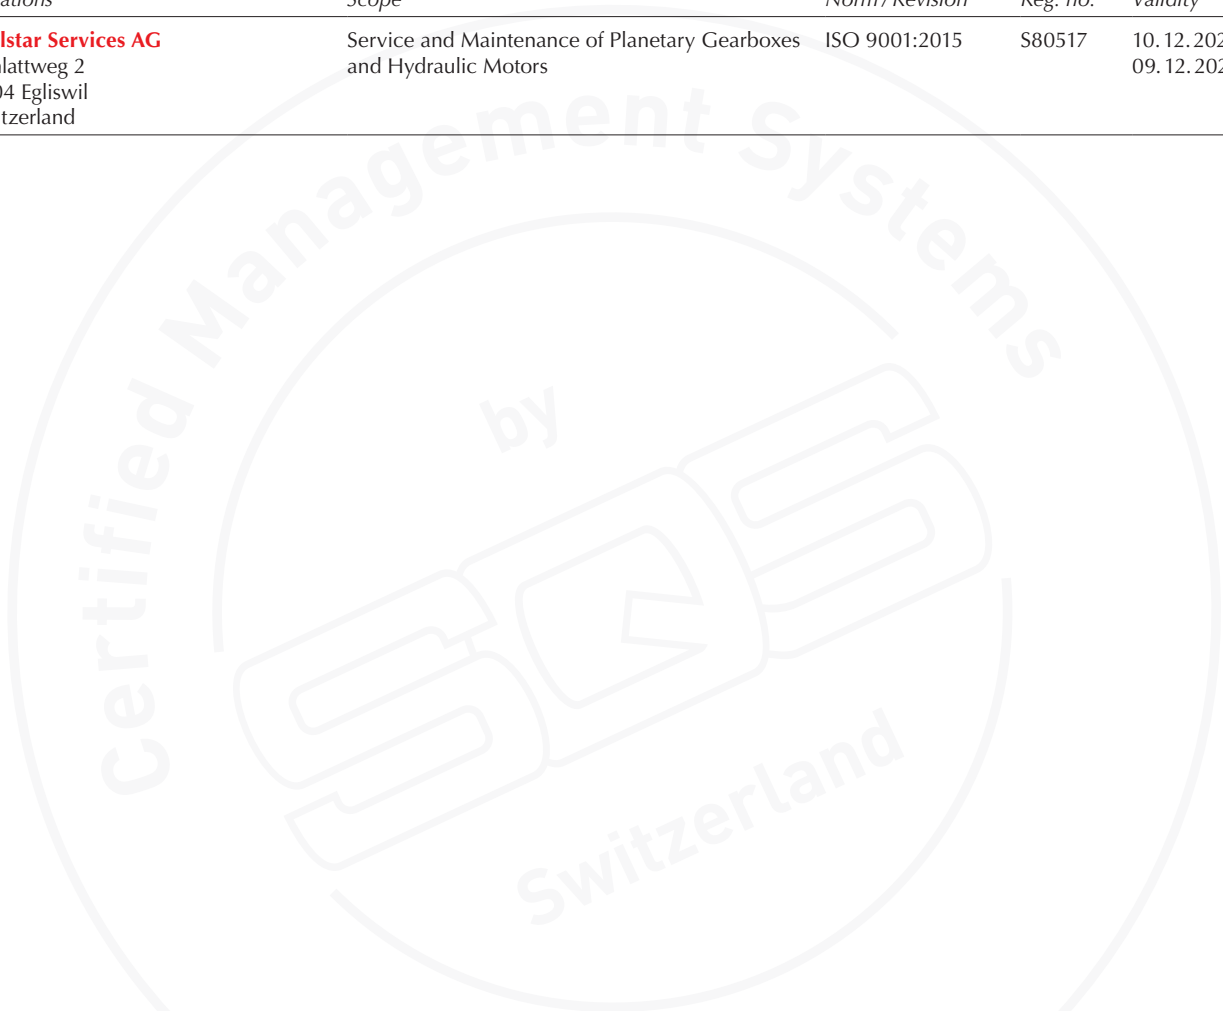 ations Scope Norm / Revision Reg. no. Validity
lstar Services AG Service and Maintenance of Planetary Gearboxes ISO 9001:2015 S80517 10. 12. 202
lattweg 2 and Hydraulic Motors 09. 12. 202
04 Egliswil
tzerland
Certified Management Systems
by
SQS
Switzerland